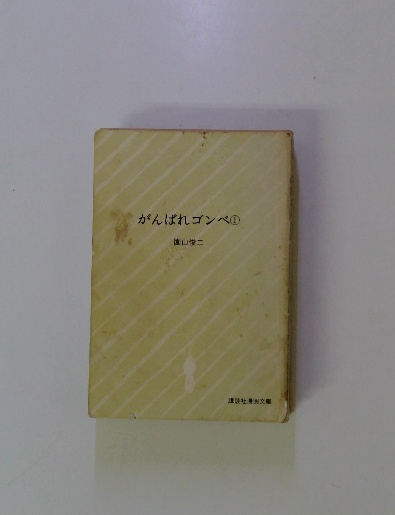 がんばれゴンベ①
園山俊二
講談社漫画文庫